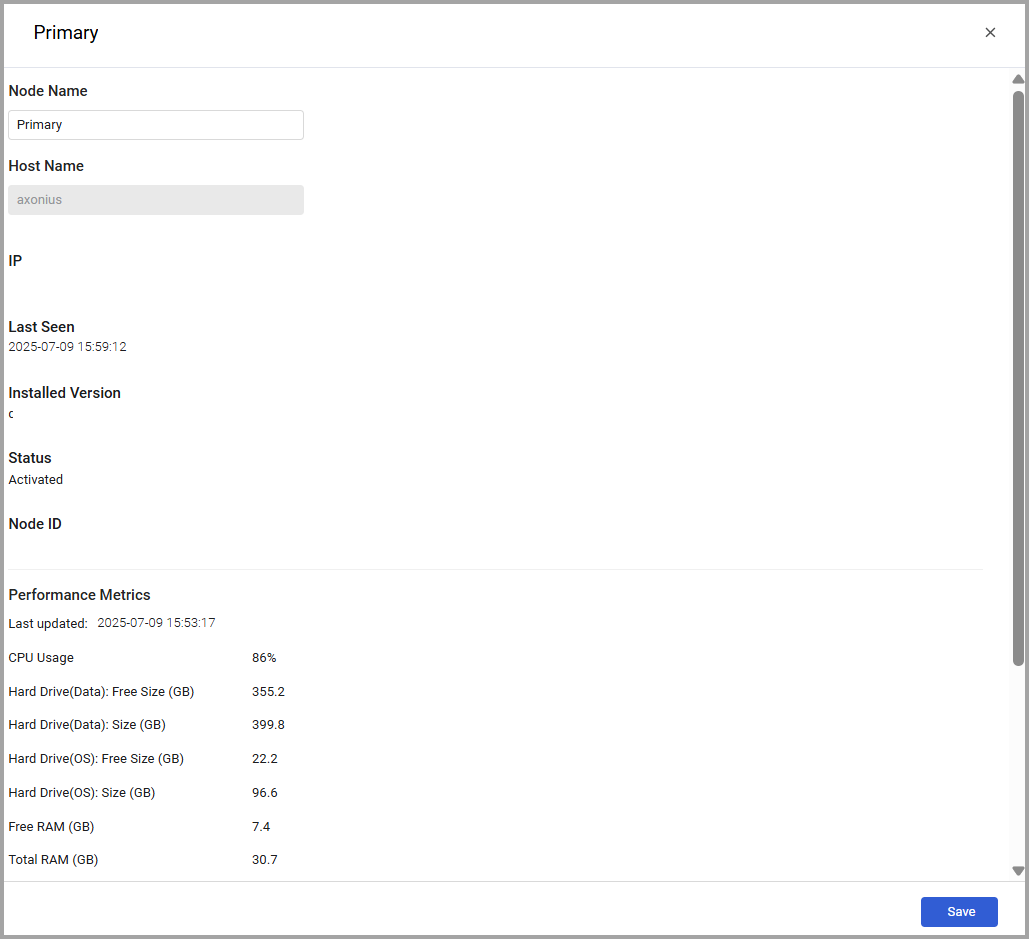 Primary
Node Name
Primary
Host Name
axonius
IP
Last Seen
2025-07-09 15:59:12
Installed Version
c
Status
Activated
Node ID
Performance Metrics
Last updated: 2025-07-09 15:53:17
CPU Usage 86%
Hard Drive(Data): Free Size (GB) 355.2
Hard Drive(Data): Size (GB) 399.8
Hard Drive(OS): Free Size (GB) 22.2
Hard Drive(OS): Size (GB) 96.6
Free RAM (GB) 7.4
Total RAM (GB) 30.7
Save